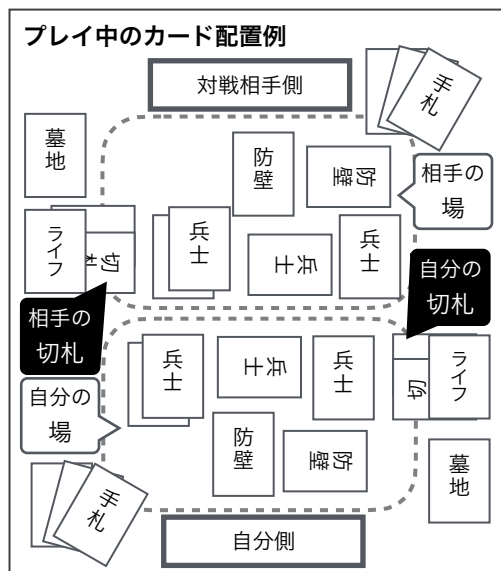 プレイ中のカード配置例
対戦相手側
手札
墓地
防壁
防壁
相手の
場
ライフ
切札
兵士
兵士
兵士
自分の
切札
相手の
切札
兵士
兵士
兵士
切
ライフ
自分の
場
防壁
防壁
墓地
手札
自分側